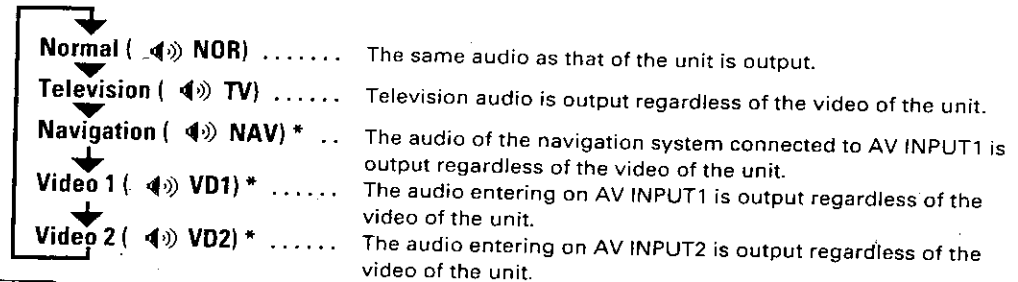 Normal ( NOR) ....... The same audio as that of the unit is output.
Television ( TV) ...... Television audio is output regardless of the video of the unit.
Navigation ( NAV) * .. The audio of the navigation system connected to AV INPUT1 is
output regardless of the video of the unit.
Video 1 ( VD1) * ...... The audio entering on AV INPUT1 is output regardless of the
video of the unit.
Video 2 ( VD2) * ...... The audio entering on AV INPUT2 is output regardless of the
video of the unit.